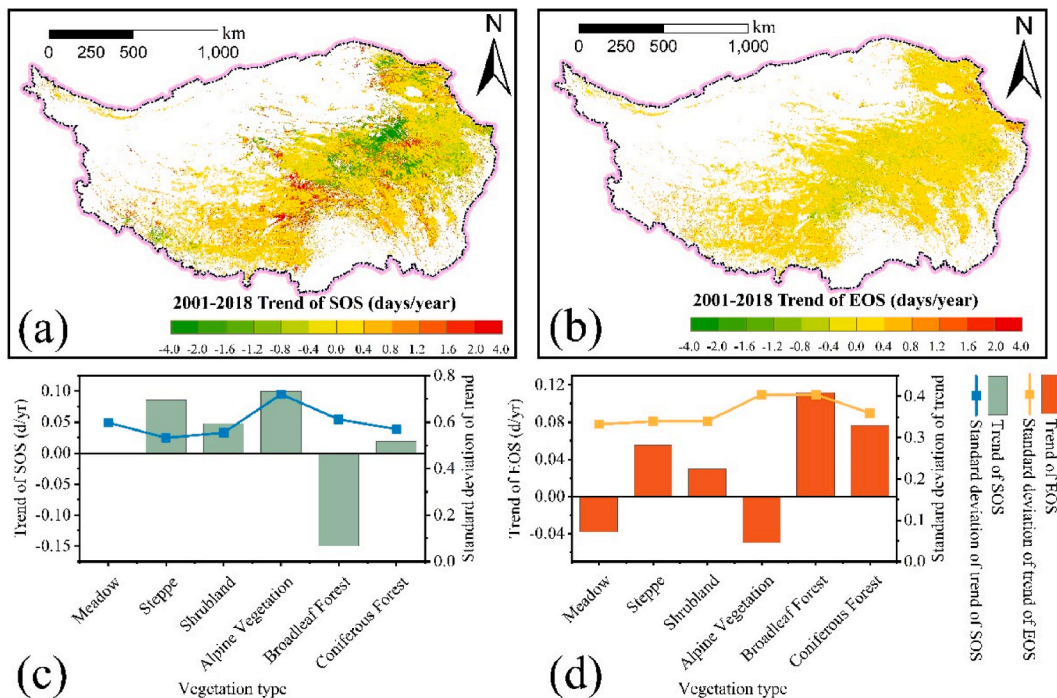 km
0 250 500 1,000
N
2001-2018 Trend of SOS (days/year)
(a)
-4.0 -2.0 -1.6 -1.2 -0.8 -0.4 0.0 0.4 0.8 1.2 1.6 2.0 4.0
km
0 250 500 1,000
N
2001-2018 Trend of EOS (days/year)
(b)
-4.0 -2.0 -1.6 -1.2 -0.8 -0.4 0.0 0.4 0.8 1.2 1.6 2.0 4.0
Trend of SOS (d/yr)
0.10
0.05
0.00
-0.05
-0.10
-0.15
0.8
0.6
0.4
0.2
0.0
Standard deviation of trend
Meadow
Steppe
Shrubland
Alpine Vegetation
Broadleaf Forest
Coniferous Forest
(c)
Vegetation type
Trend of EOS (d/yr)
0.12
0.08
0.04
0.00
-0.04
0.4
0.3
0.2
0.1
0.0
Standard deviation of trend
Meadow
Steppe
Shrubland
Alpine Vegetation
Broadleaf Forest
Coniferous Forest
(d)
Vegetation type
Trend of EOS
Standard deviation of trend of EOS
Trend of SOS
Standard deviation of trend of SOS